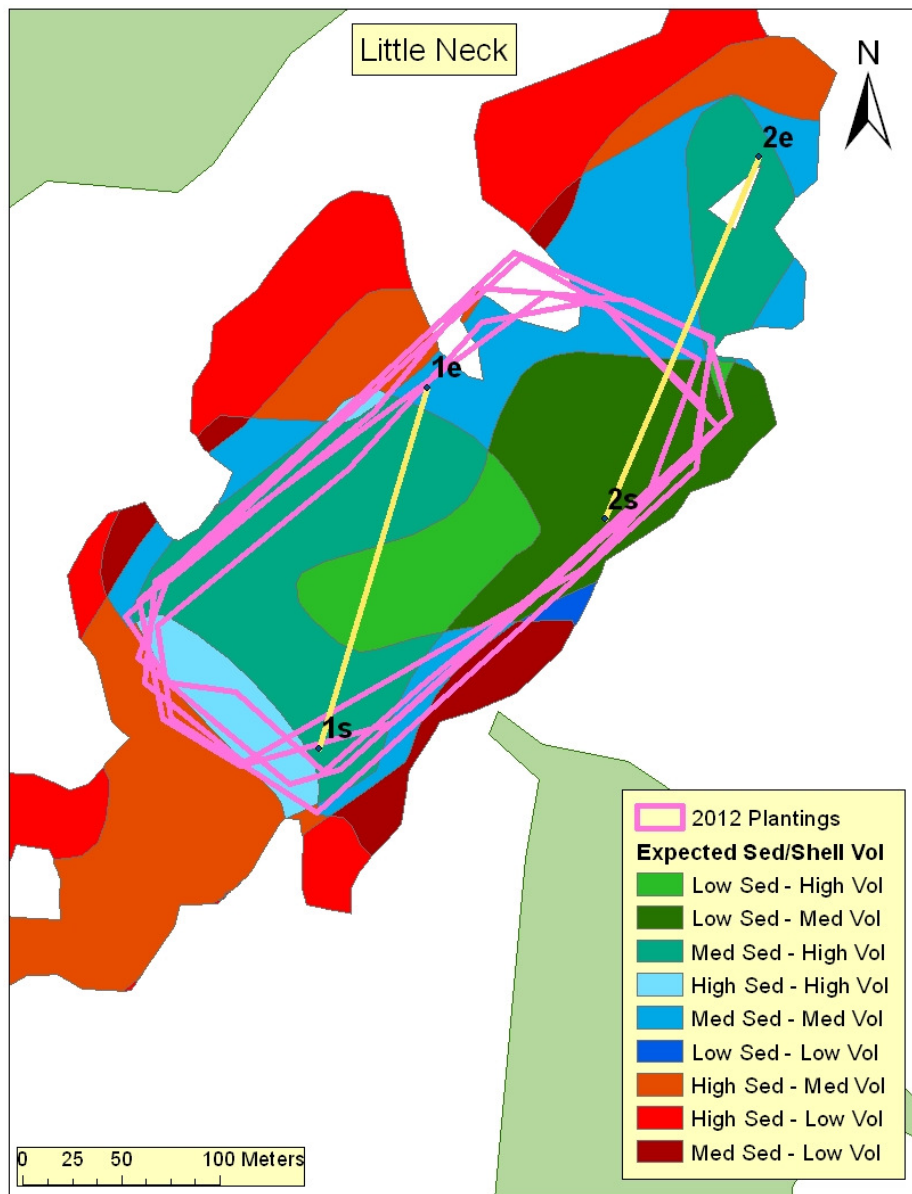 Little Neck
N
2e
1e
2s
1s
2012 Plantings
Expected Sed/Shell Vol
Low Sed - High Vol
Low Sed - Med Vol
Med Sed - High Vol
High Sed - High Vol
Med Sed - Med Vol
Low Sed - Low Vol
High Sed - Med Vol
High Sed - Low Vol
Med Sed - Low Vol
0 25 50 100 Meters